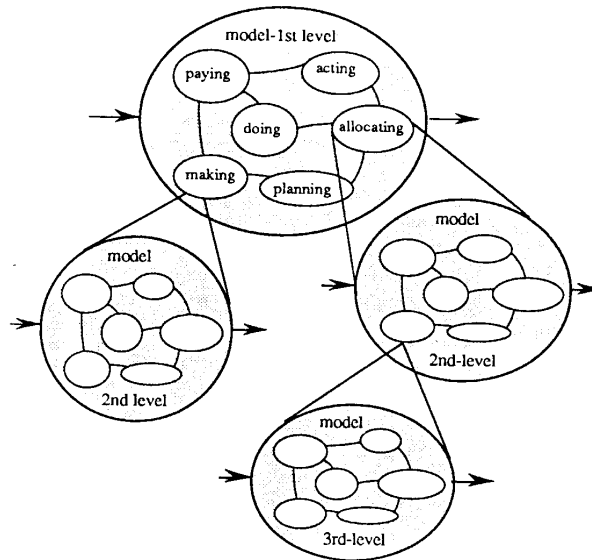 model-1st level
paying
acting
doing
allocating
making
planning
model
2nd level
model
2nd-level
model
3rd-level